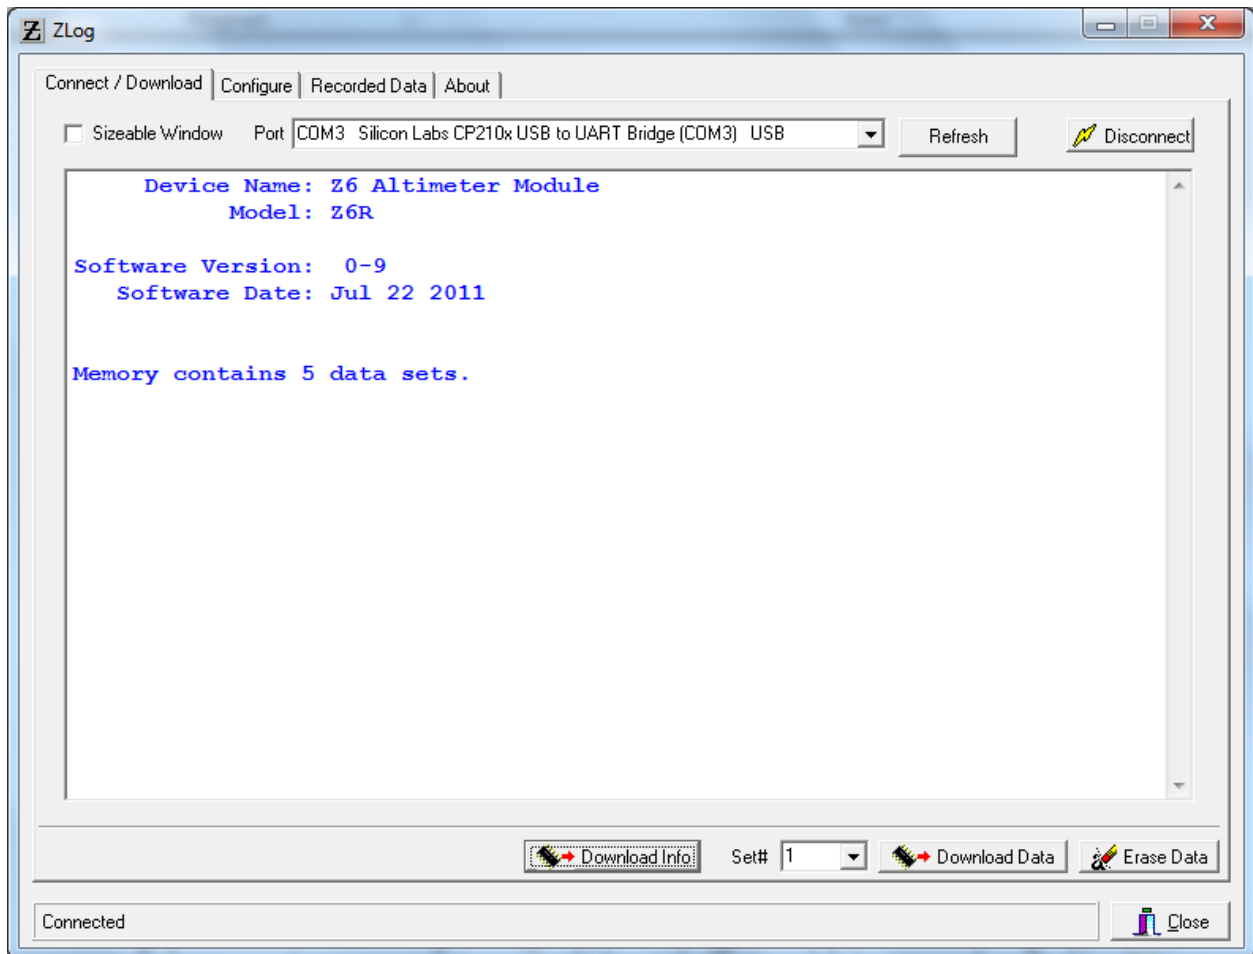 Z ZLog
Connect / Download Configure Recorded Data About
Sizeable Window Port COM3 Silicon Labs CP210x USB to UART Bridge (COM3) USB Refresh Disconnect
Device Name: Z6 Altimeter Module
Model: Z6R
Software Version: 0-9
Software Date: Jul 22 2011
Memory contains 5 data sets.
Download Info Set# 1 Download Data Erase Data
Connected Close